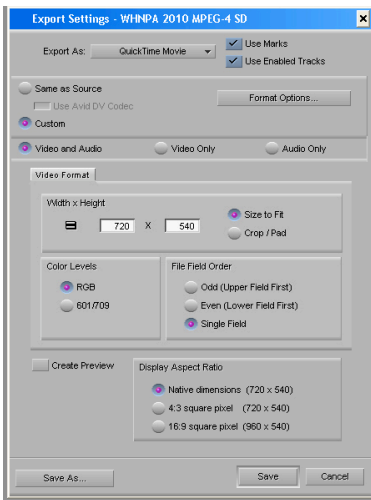 Export Settings - WHNPA 2010 MPEG-4 SD
Export As: QuickTime Movie
Use Marks
Use Enabled Tracks
Same as Source
Use Avid DV Codec
Format Options...
Custom
Video and Audio Video Only Audio Only
Video Format
Width x Height
720 X 540
Size to Fit
Crop / Pad
Color Levels
RGB
601/709
File Field Order
Odd (Upper Field First)
Even (Lower Field First)
Single Field
Create Preview
Display Aspect Ratio
Native dimensions (720 x 540)
4:3 square pixel (720 x 540)
16:9 square pixel (960 x 540)
Save As... Save Cancel